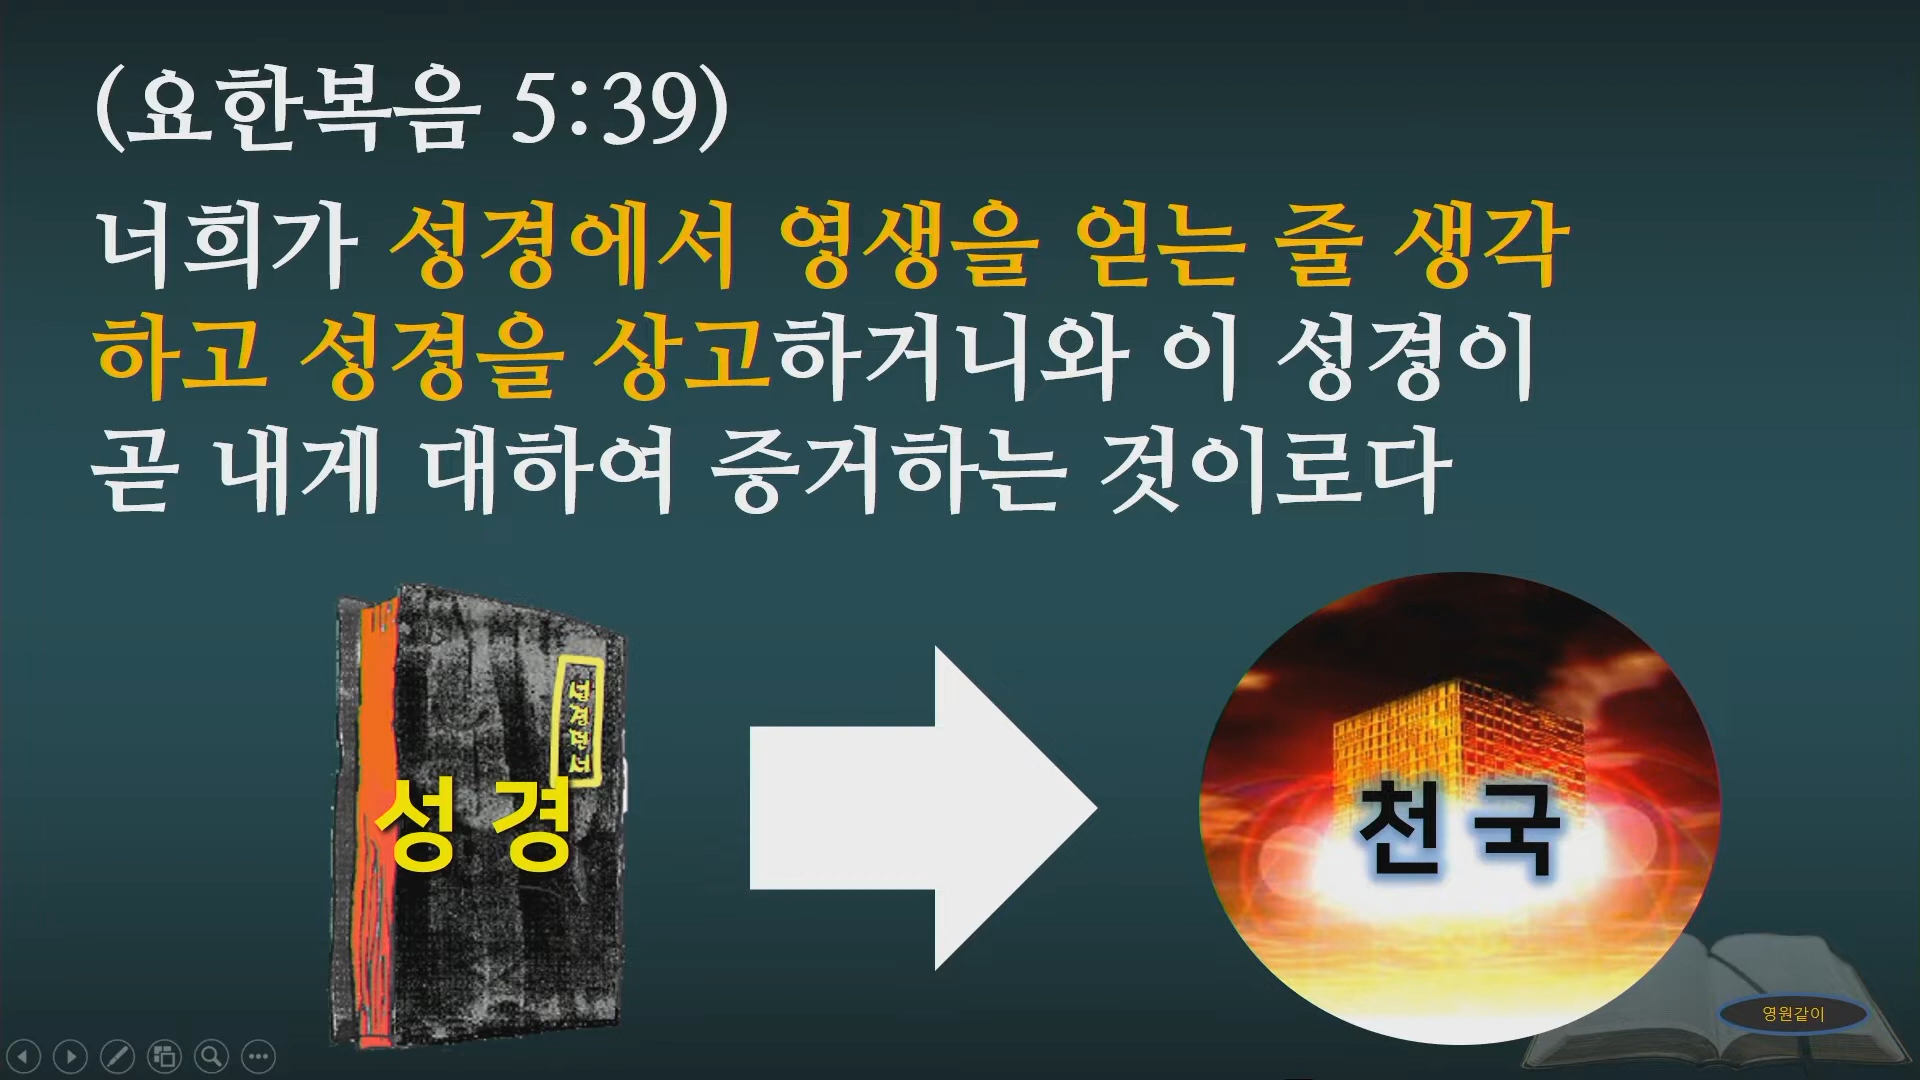 (요한복음 5:39)
너희가 성경에서 영생을 얻는 줄 생각
하고 성경을 상고하거니와 이 성경이
곧 내게 대하여 증거하는 것이로다
성경전서
성 경
천 국
영원같이